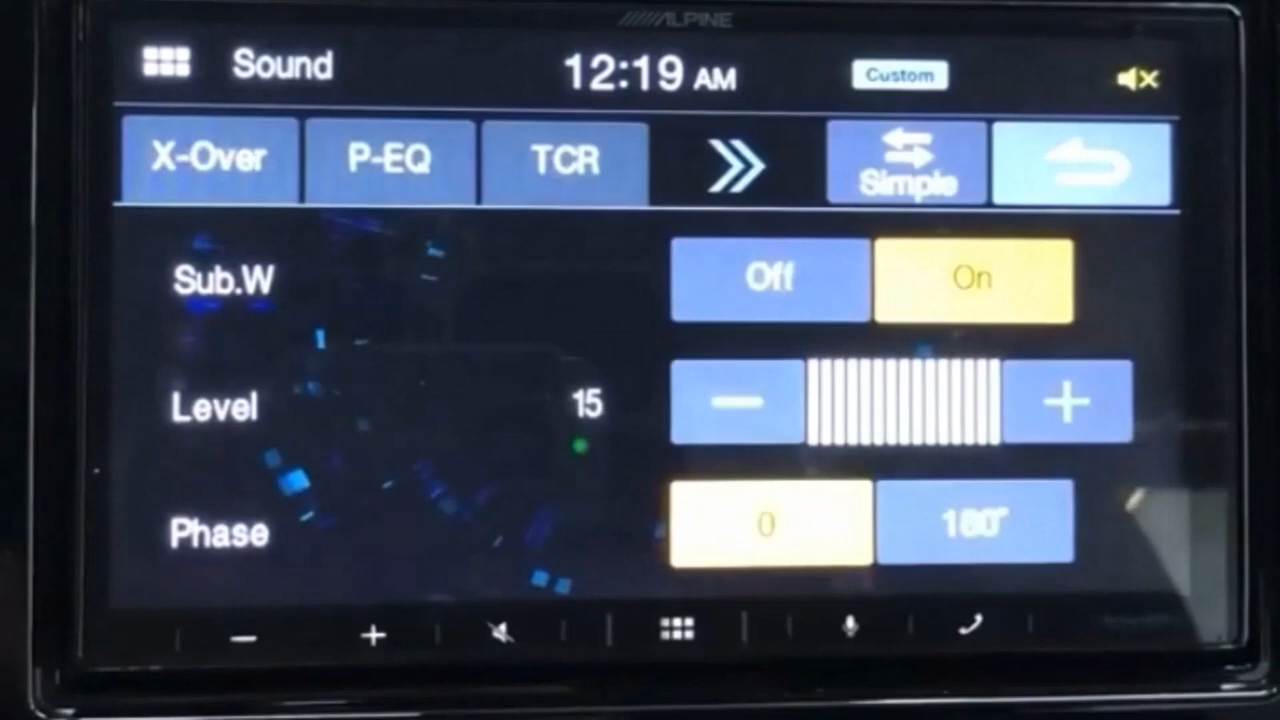 ALPINE
Sound 12:19 AM Custom
X-Over P-EQ TCR Simple
Sub.W Off On
Level 15 − +
Phase 0 180°
− +